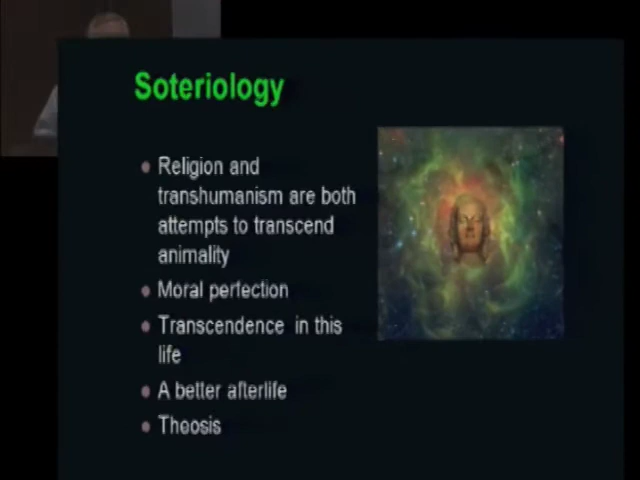 Soteriology
Religion and
transhumanism are both
attempts to transcend
animality
Moral perfection
Transcendence in this
life
A better afterlife
Theosis